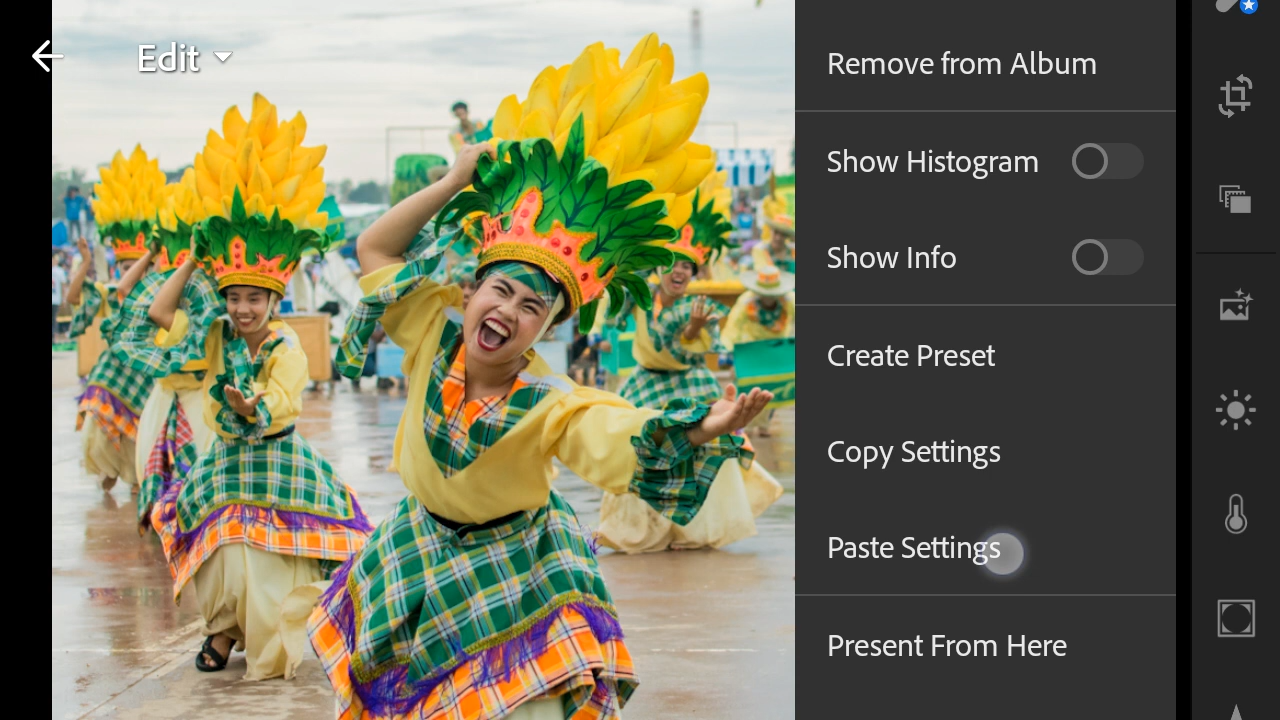 Edit
Remove from Album
Show Histogram
Show Info
Create Preset
Copy Settings
Paste Settings
Present From Here